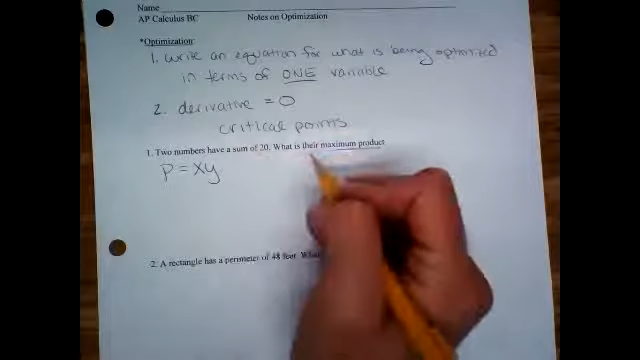 Name
AP Calculus BC Notes on Optimization
*Optimization:
1. Write an equation for what is being optimized
in terms of ONE variable
2. derivative = 0
critical points
1. Two numbers have a sum of 20. What is their maximum product
P = xy
2. A rectangle has a perimeter of 48 feet.